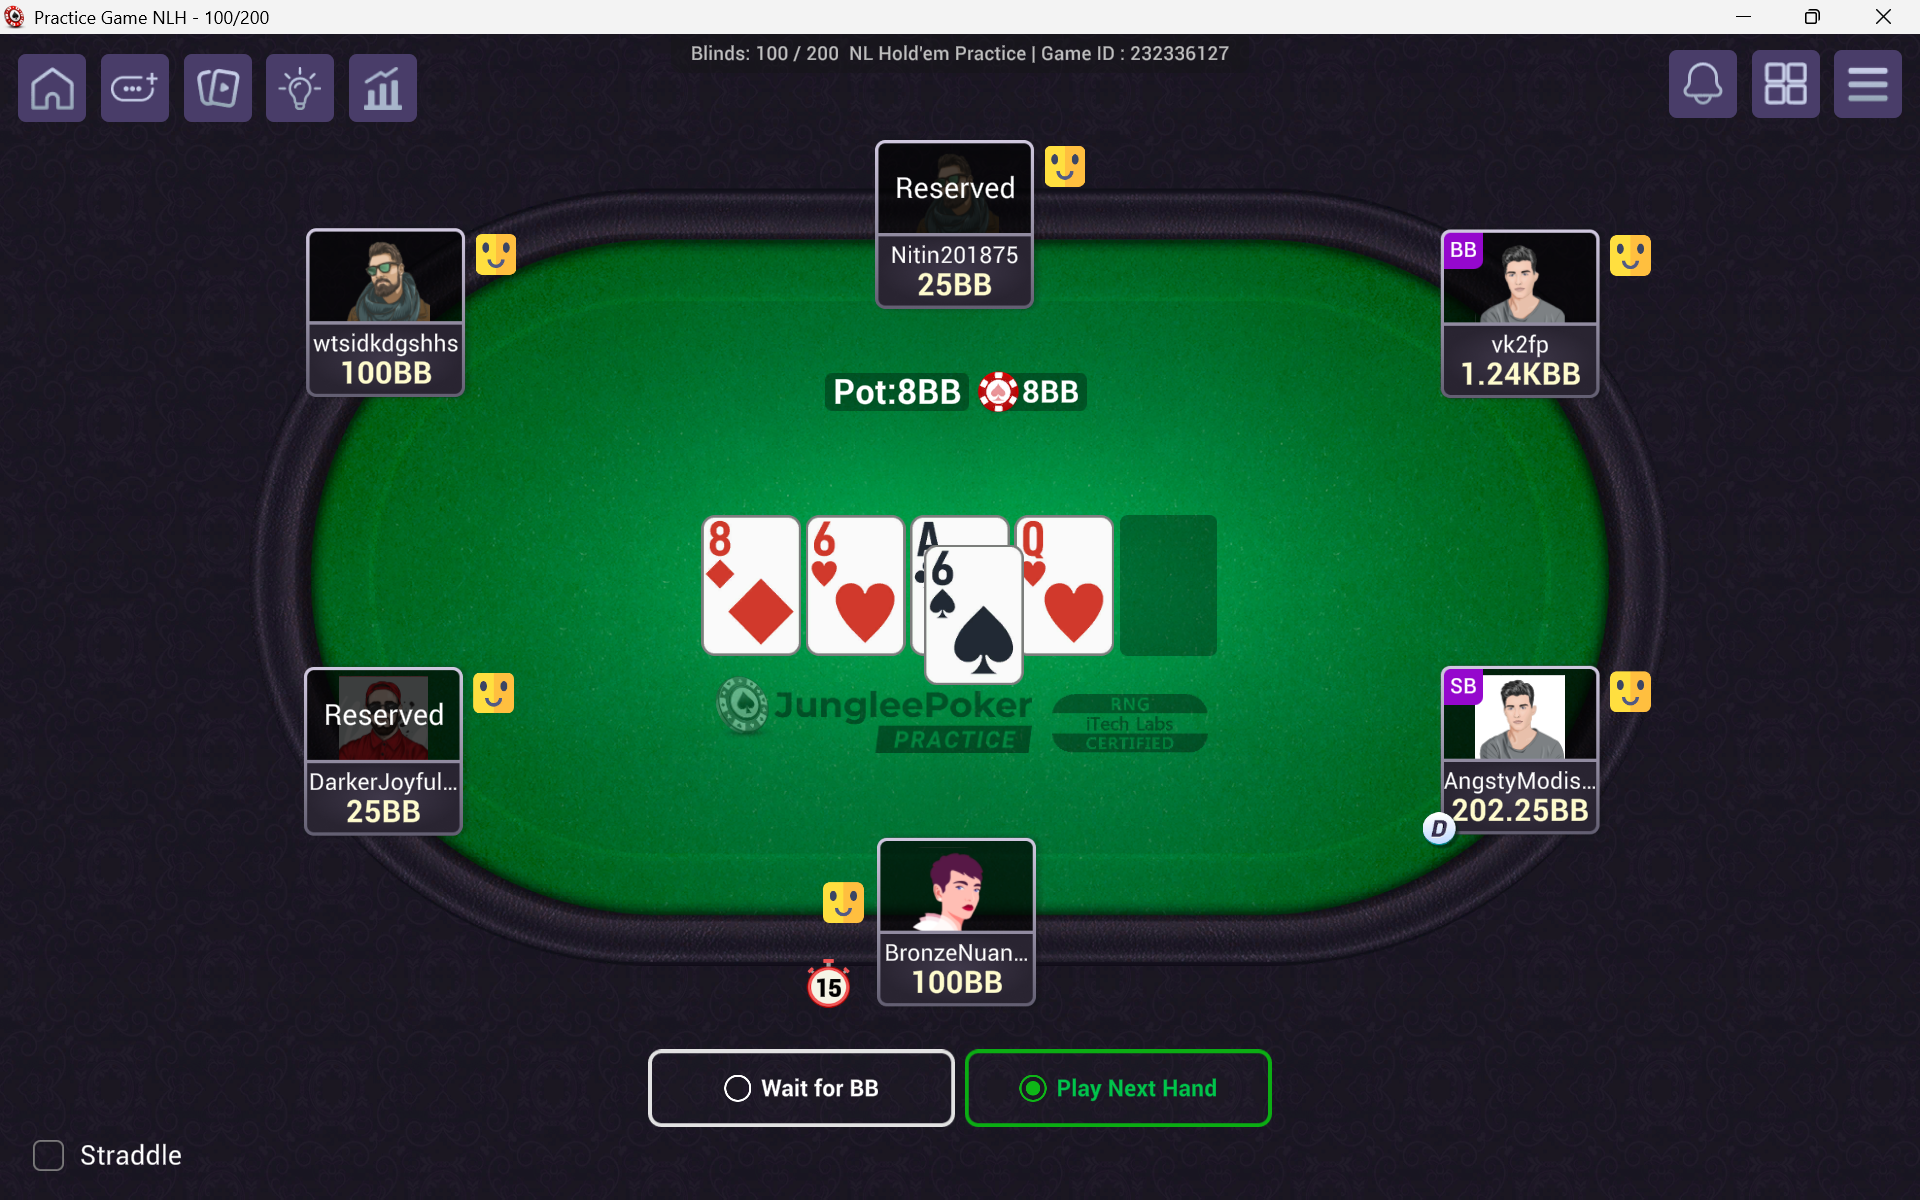 Practice Game NLH - 100/200
Blinds: 100 / 200 NL Hold'em Practice | Game ID : 232336127
Reserved
Nitin201875
25BB
wtsidkdgshhs
100BB
BB
vk2fp
1.24KBB
Pot:8BB
8BB
8
6
A
Q
6
JungleePoker
PRACTICE
RNG
iTech Labs
CERTIFIED
Reserved
DarkerJoyful...
25BB
SB
AngstyModis...
202.25BB
D
BronzeNuan...
100BB
15
Wait for BB
Play Next Hand
Straddle